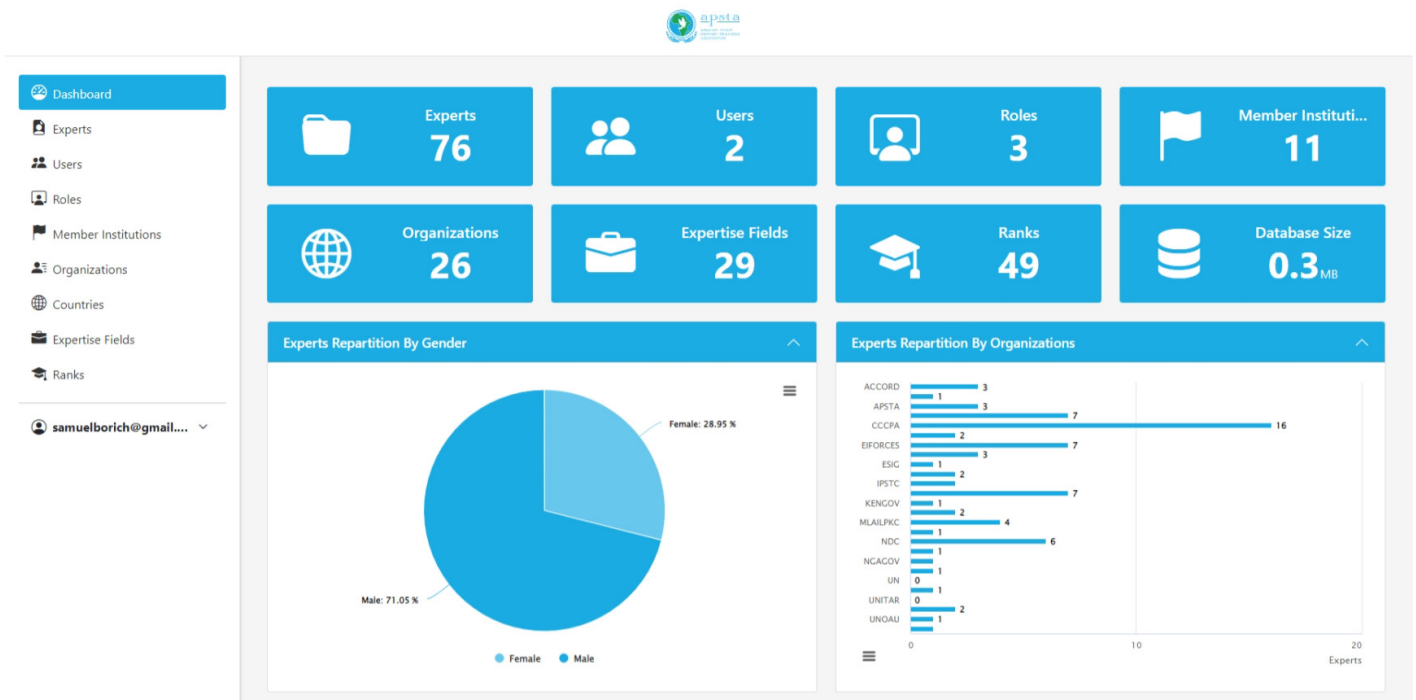 apsta
Dashboard
Experts
Users
Roles
Member Institutions
Organizations
Countries
Expertise Fields
Ranks
samuelborich@gmail....
Experts
76
Users
2
Roles
3
Member Instituti...
11
Organizations
26
Expertise Fields
29
Ranks
49
Database Size
0.3 MB
Experts Repartition By Gender
Female: 28.95 %
Male: 71.05 %
Female Male
Experts Repartition By Organizations
ACCORD 3
1
APSTA 3
7
CCCPA 16
2
EIFORCES 7
3
ESIG 1
2
IPSTC
7
KENGOV 1
2
MLAILPKC 4
1
NDC 6
1
NGAGOV
1
UN 0
1
UNITAR 0
2
UNOAU 1
0 10 20
Experts